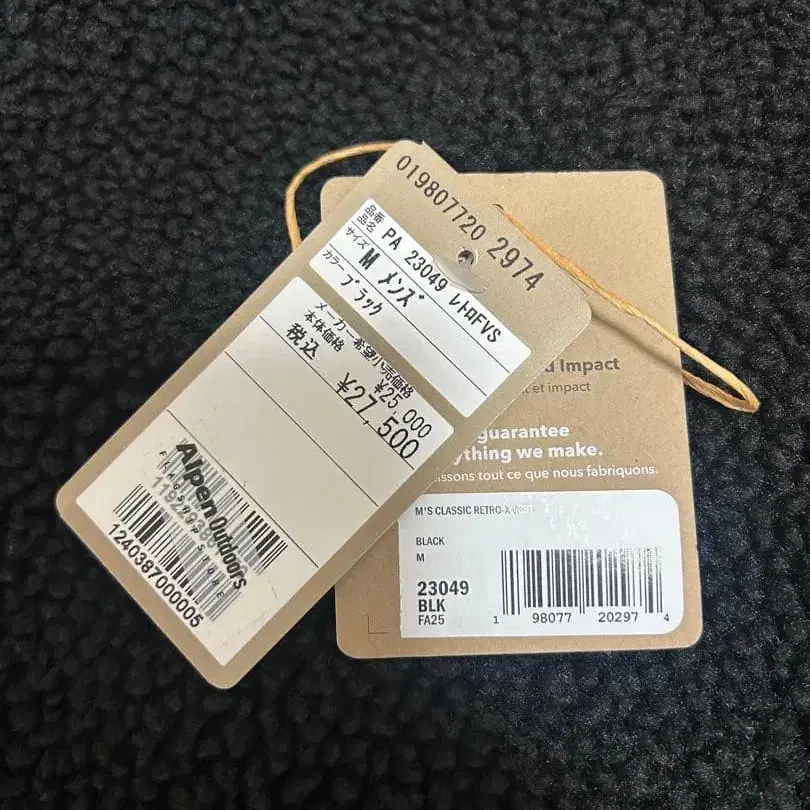 0198077202974
品番
品名
PA 23049 レトロFVS
サイズ
M メンズ
カラー
ブラック
メーカー希望小売価格
本体価格 ¥25,000
税込 ¥27,500
Alpen Outdoors
1240387000005
d Impact
et impact
guarantee
ything we make.
issons tout ce que nous fabriquons.
M'S CLASSIC RETRO-X VEST
BLACK
M
23049
BLK
FA25
1 98077 20297 4